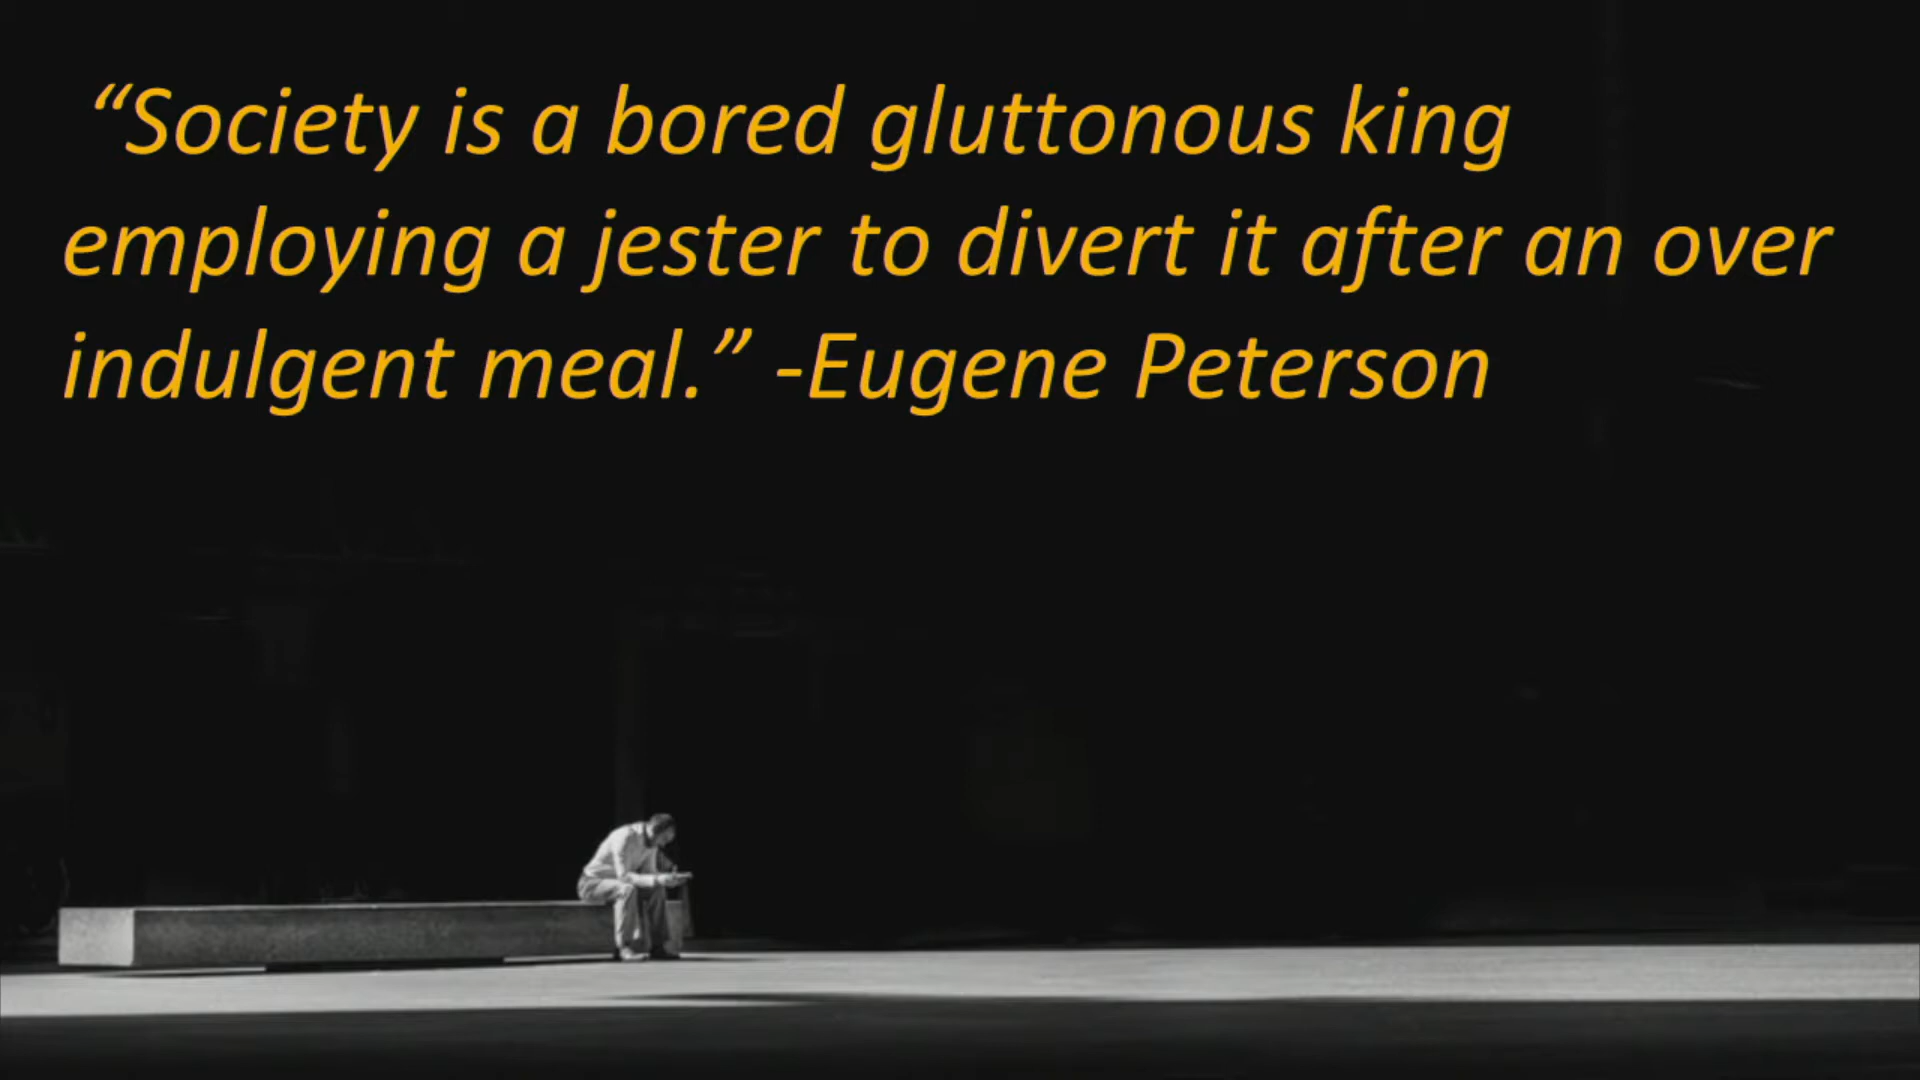 “Society is a bored gluttonous king
employing a jester to divert it after an over
indulgent meal.” -Eugene Peterson